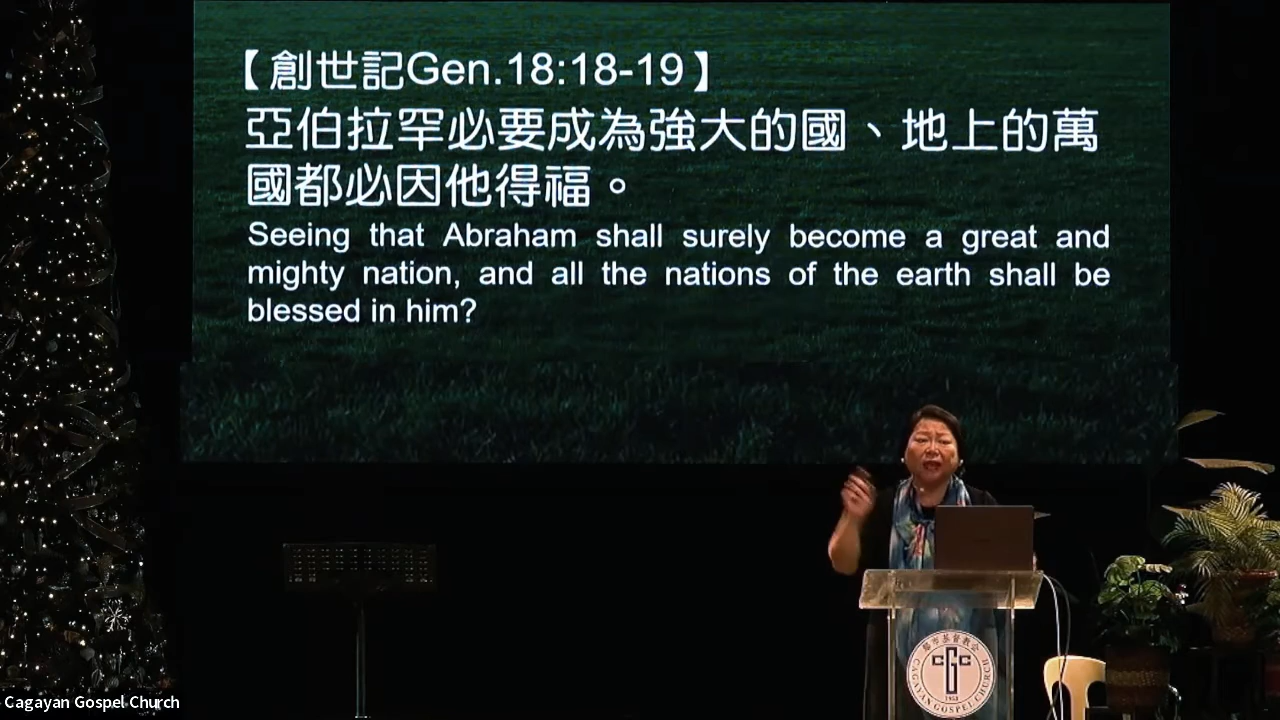 【創世記Gen.18:18-19】
亞伯拉罕必要成為強大的國、地上的萬
國都必因他得福。
Seeing that Abraham shall surely become a great and
mighty nation, and all the nations of the earth shall be
blessed in him?
CGC
CAGAYAN GOSPEL CHURCH
Cagayan Gospel Church